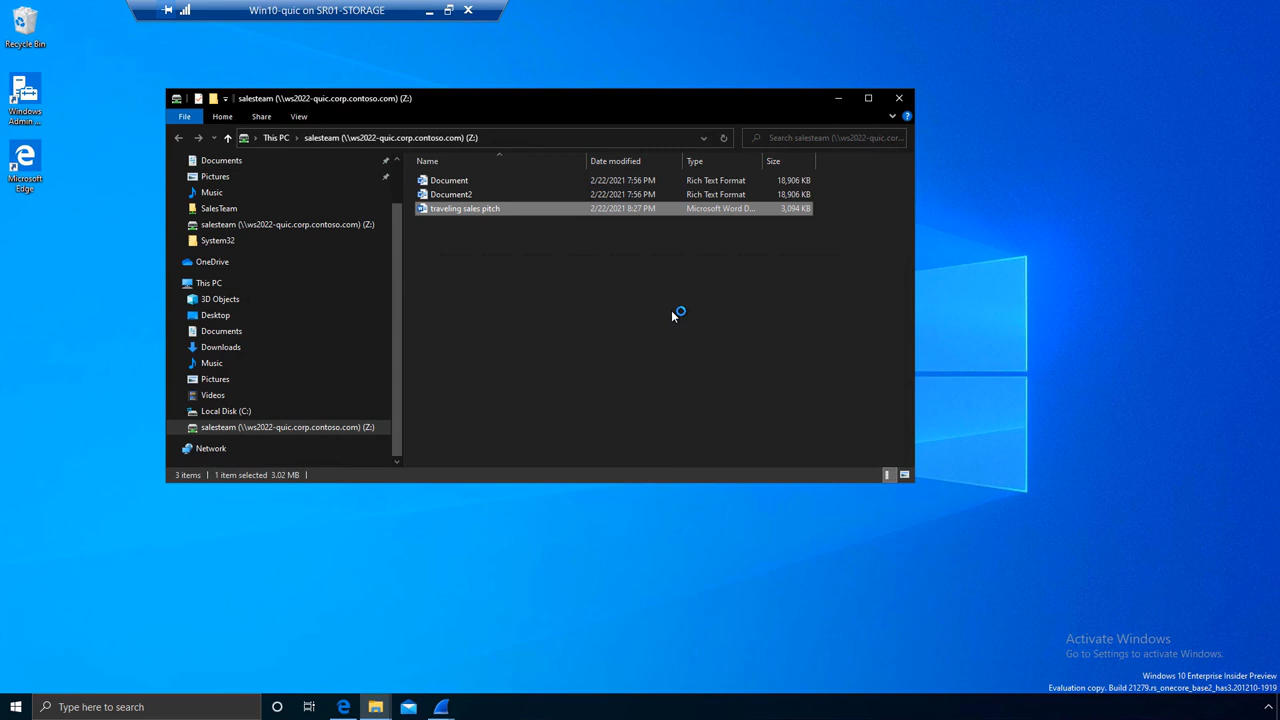 Win10-quic on SR01-STORAGE
Recycle Bin
Windows
Admin ...
Microsoft
Edge
salesteam (\\ws2022-quic.corp.contoso.com) (Z:)
File Home Share View
This PC salesteam (\\ws2022-quic.corp.contoso.com) (Z:)
Search salesteam (\\ws2022-quic.cor...
Name Date modified Type Size
Document 2/22/2021 7:56 PM Rich Text Format 18,906 KB
Document2 2/22/2021 7:56 PM Rich Text Format 18,906 KB
traveling sales pitch 2/22/2021 8:27 PM Microsoft Word D... 3,094 KB
Documents
Pictures
Music
SalesTeam
salesteam (\\ws2022-quic.corp.contoso.com) (Z:)
System32
OneDrive
This PC
3D Objects
Desktop
Documents
Downloads
Music
Pictures
Videos
Local Disk (C:)
salesteam (\\ws2022-quic.corp.contoso.com) (Z:)
Network
3 items 1 item selected 3.02 MB
Activate Windows
Go to Settings to activate Windows.
Windows 10 Enterprise Insider Preview
Evaluation copy. Build 21279.rs_onecore_base2_has3.201210-1919
Type here to search